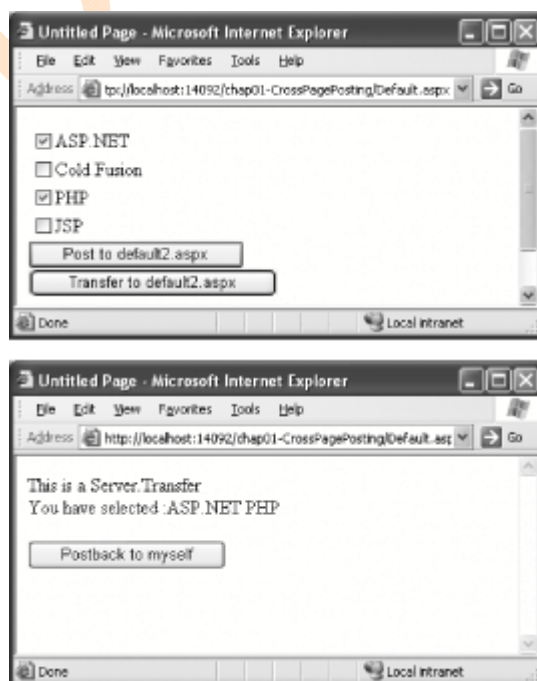 Untitled Page - Microsoft Internet Explorer
File Edit View Favorites Tools Help
Address tp://localhost:14092/chap01-CrossPagePosting/Default.aspx Go
ASP.NET
Cold Fusion
PHP
JSP
Post to default2.aspx
Transfer to default2.aspx
Done Local intranet
Untitled Page - Microsoft Internet Explorer
File Edit View Favorites Tools Help
Address http://localhost:14092/chap01-CrossPagePosting/Default.asp Go
This is a Server.Transfer
You have selected :ASP.NET PHP
Postback to myself
Done Local intranet